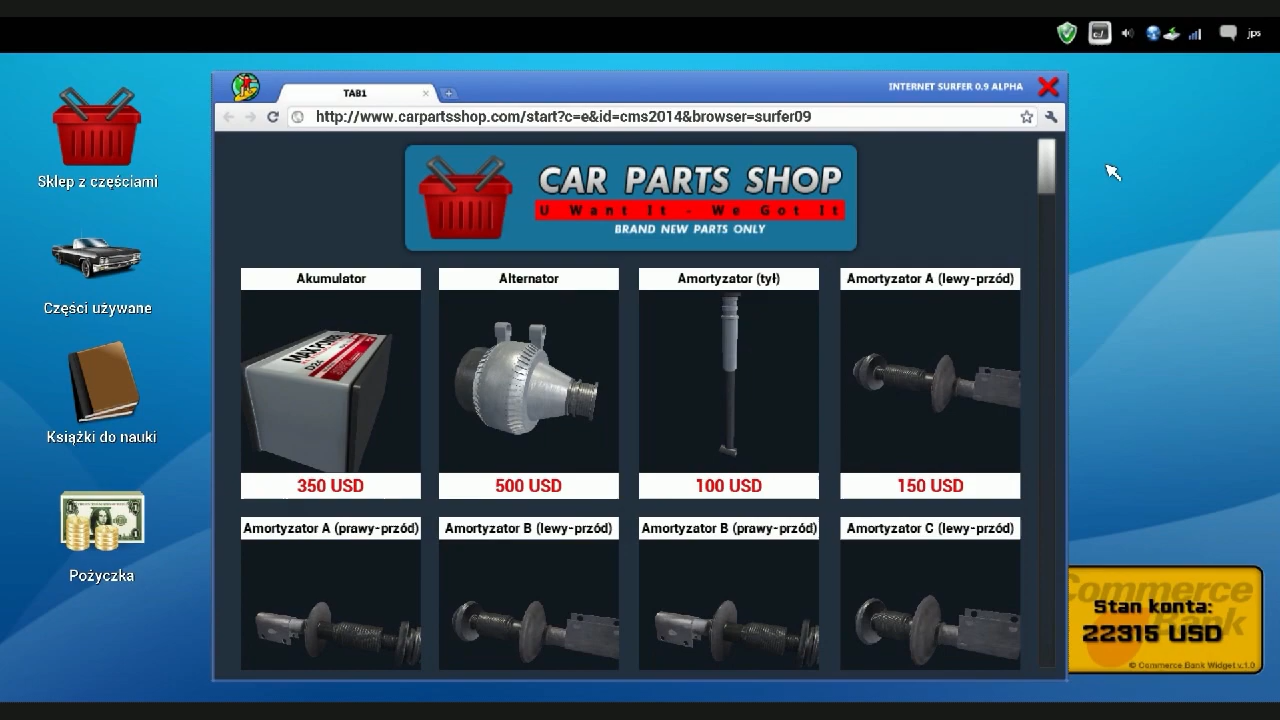 jps
TAB1
INTERNET SURFER 0.9 ALPHA
http://www.carpartsshop.com/start?c=e&id=cms2014&browser=surfer09
Sklep z częściami
Części używane
Książki do nauki
Pożyczka
CAR PARTS SHOP
U Want It - We Got It
BRAND NEW PARTS ONLY
Akumulator
Alternator
Amortyzator (tył)
Amortyzator A (lewy-przód)
MAX POWER
350 USD
500 USD
100 USD
150 USD
Amortyzator A (prawy-przód)
Amortyzator B (lewy-przód)
Amortyzator B (prawy-przód)
Amortyzator C (lewy-przód)
Commerce
Bank
Stan konta:
22315 USD
© Commerce Bank Widget v.1.0